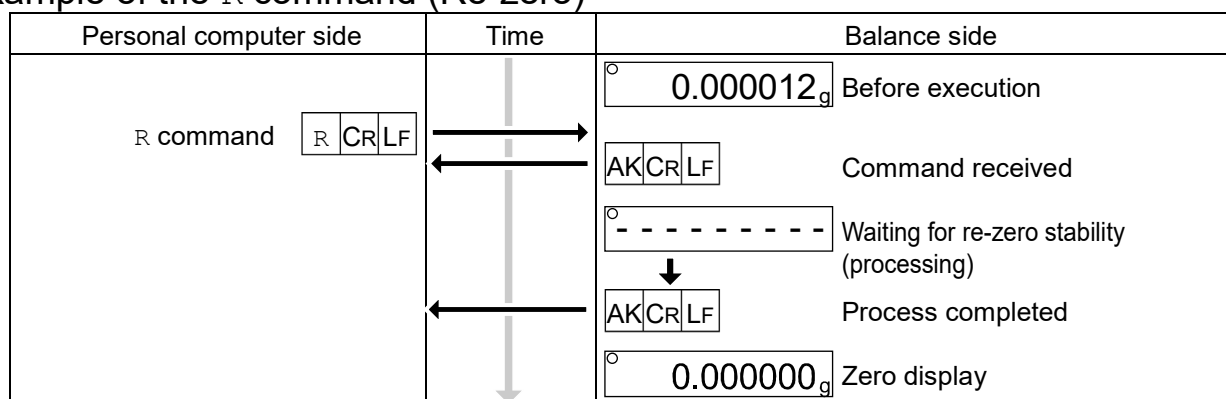 ample of the R command (Re-zero)
Personal computer side Time Balance side
0.000012 g Before execution
R command R CR LF
AK CR LF Command received
- - - - - - - - - Waiting for re-zero stability
(processing)
AK CR LF Process completed
0.000000 g Zero display